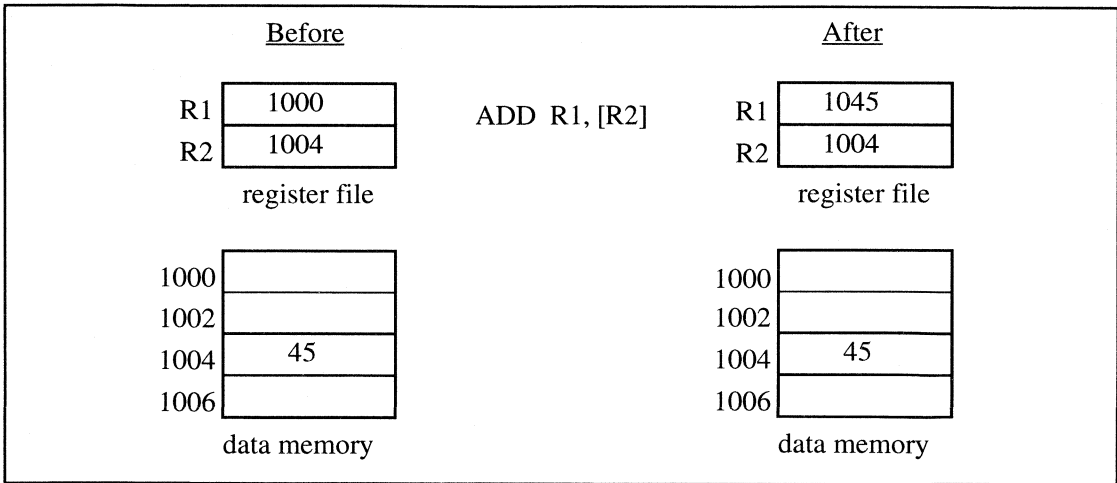 Before
After
R1 1000
R2 1004
register file
ADD R1, [R2]
R1 1045
R2 1004
register file
1000
1002
1004 45
1006
data memory
1000
1002
1004 45
1006
data memory